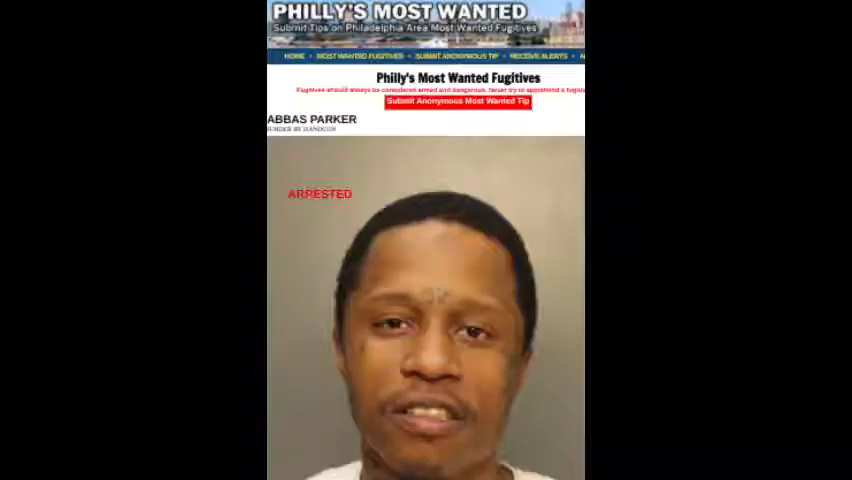 PHILLY'S MOST WANTED
Submit Tips on Philadelphia Area Most Wanted Fugitives
HOME • MOST WANTED FUGITIVES • SUBMIT ANONYMOUS TIP • RECEIVE ALERTS •
Philly's Most Wanted Fugitives
Fugitives should always be considered armed and dangerous. Never try to apprehend a
Submit Anonymous Most Wanted Tip
ABBAS PARKER
MURDER BY HANDGUN
ARRESTED